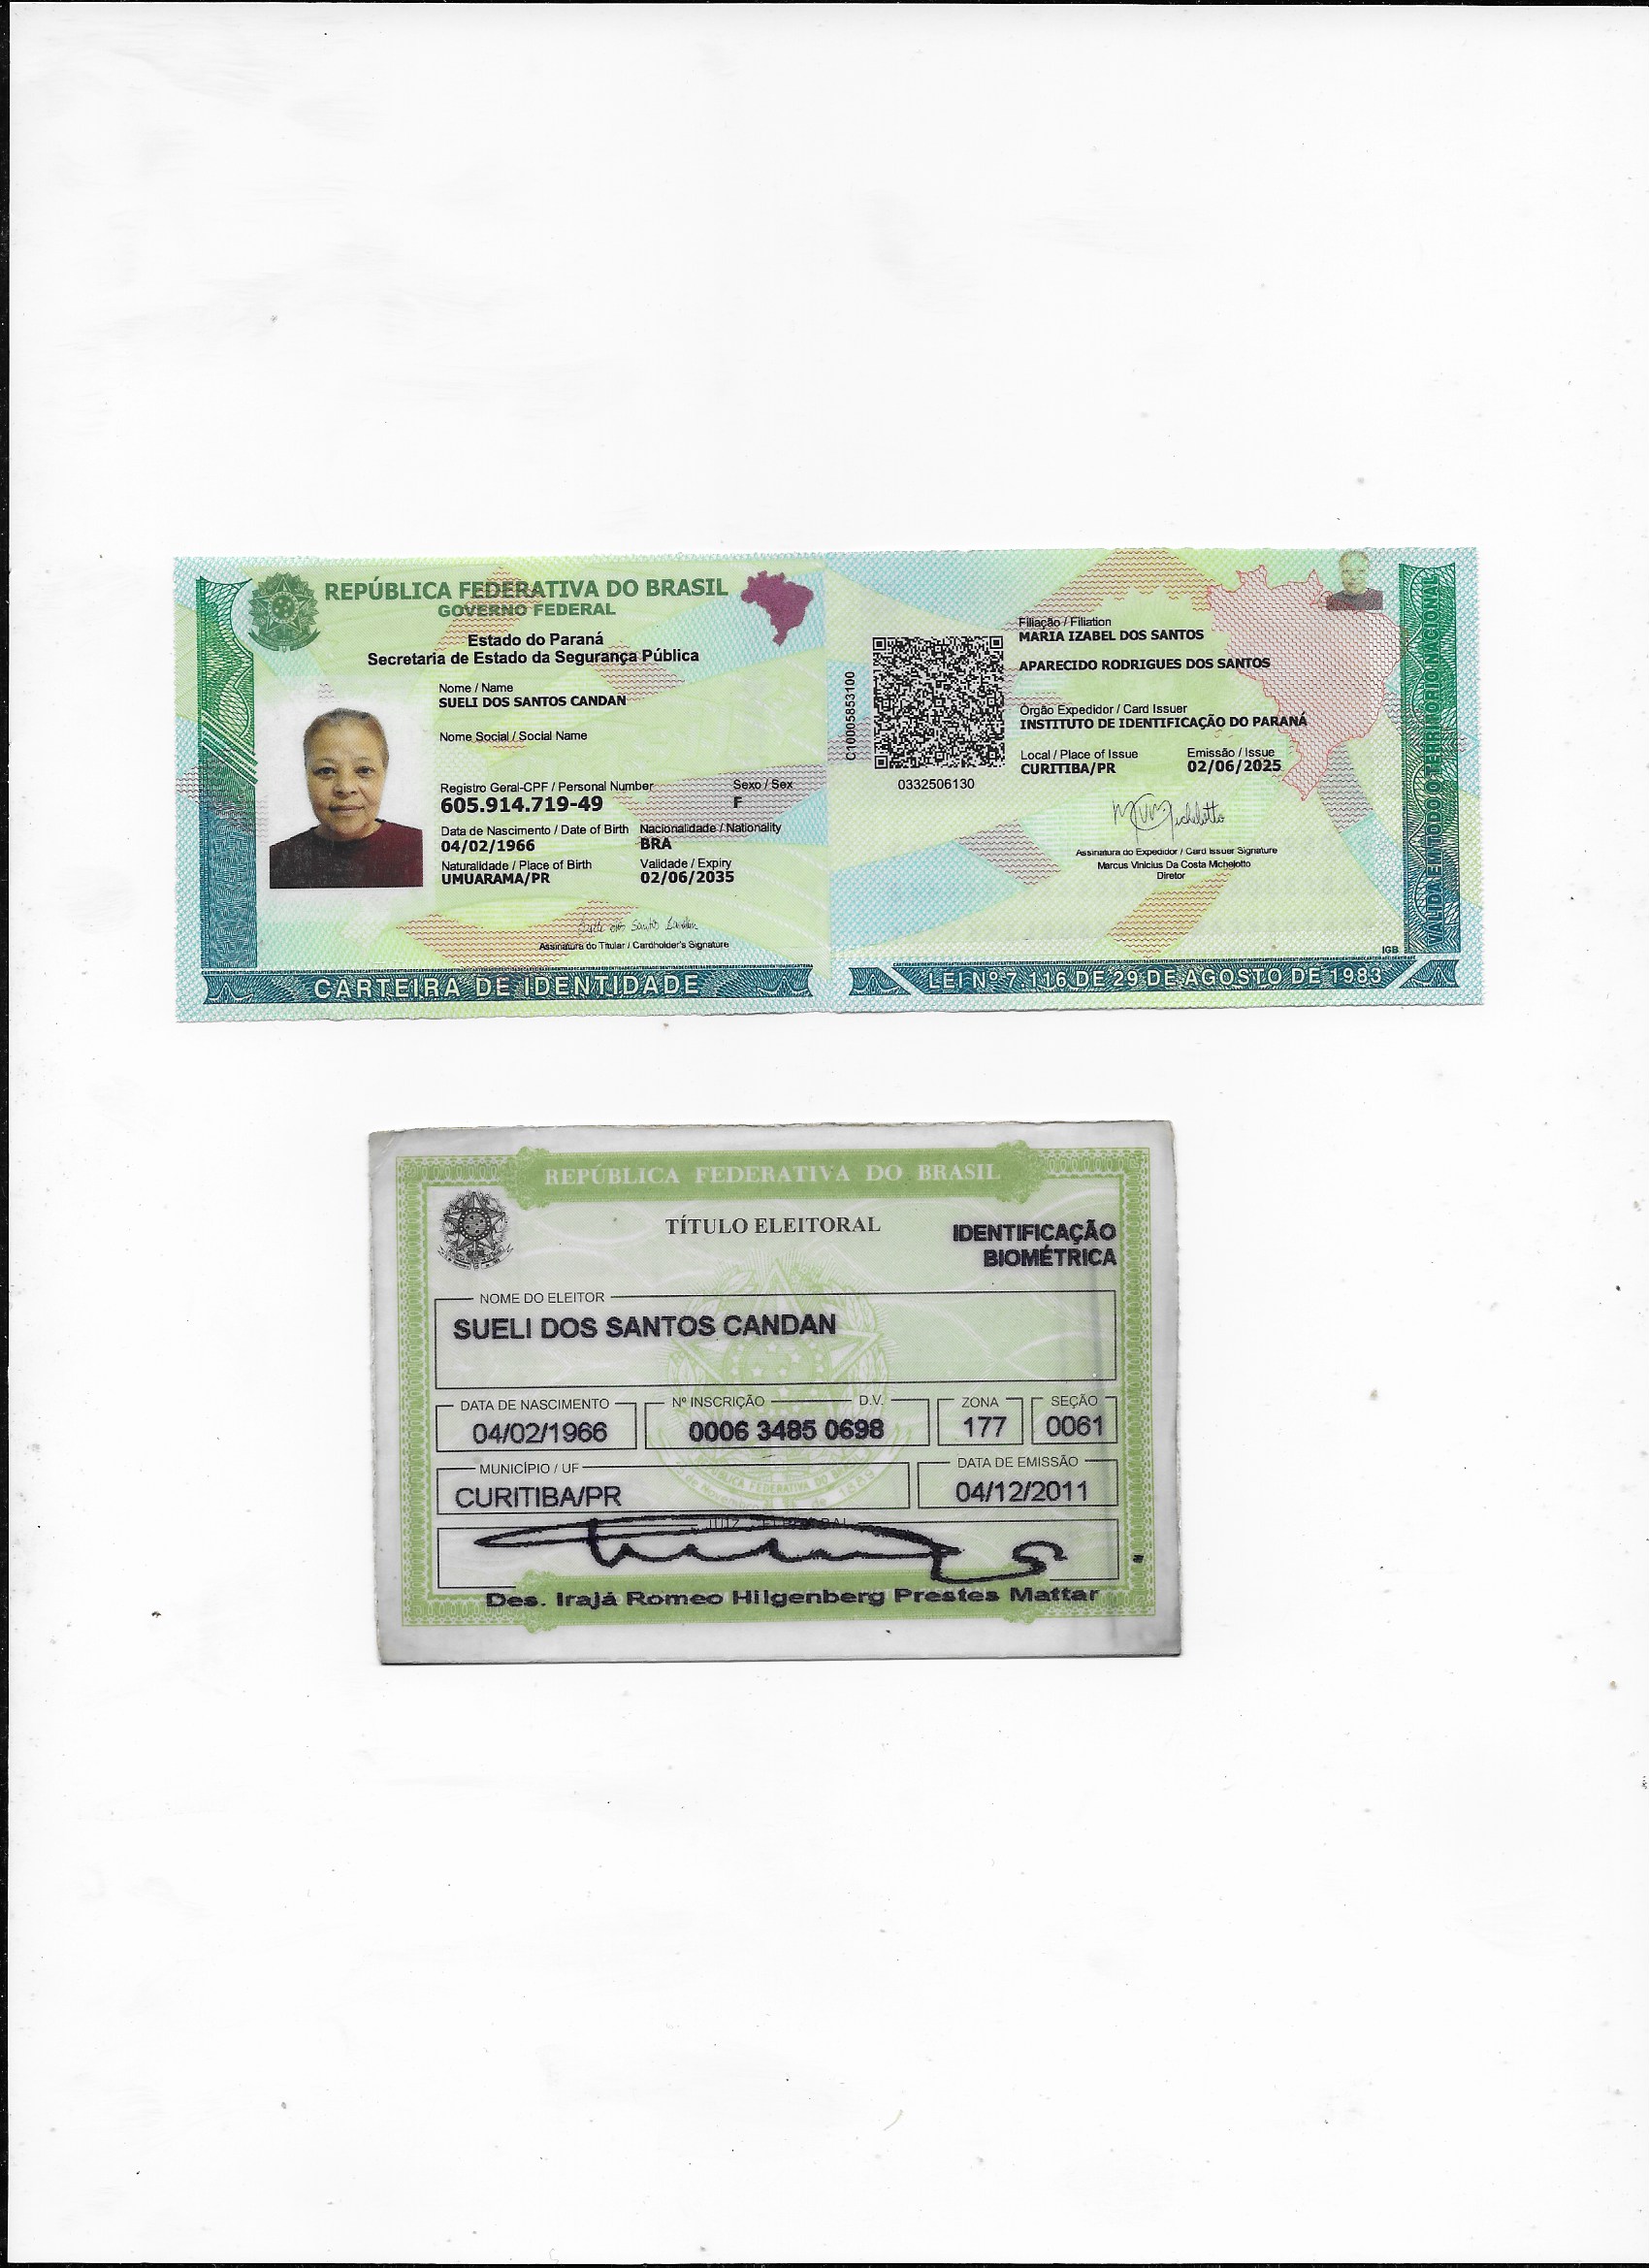 REPÚBLICA FEDERATIVA DO BRASIL
GOVERNO FEDERAL
Estado do Paraná
Secretaria de Estado da Segurança Pública
Nome / Name
SUELI DOS SANTOS CANDAN
Nome Social / Social Name
Registro Geral-CPF / Personal Number Sexo / Sex
605.914.719-49 F
Data de Nascimento / Date of Birth Nacionalidade / Nationality
04/02/1966 BRA
Naturalidade / Place of Birth Validade / Expiry
UMUARAMA/PR 02/06/2035
Assinatura do Titular / Cardholder's Signature
CARTEIRA DE IDENTIDADE
C10005853100
0332506130
Filiação / Filiation
MARIA IZABEL DOS SANTOS
APARECIDO RODRIGUES DOS SANTOS
Órgão Expedidor / Card Issuer
INSTITUTO DE IDENTIFICAÇÃO DO PARANÁ
Local / Place of Issue Emissão / Issue
CURITIBA/PR 02/06/2025
Assinatura do Expedidor / Card Issuer Signature
Marcus Vinicius Da Costa Michelotto
Diretor
IGB
VÁLIDA EM TODO O TERRITÓRIO NACIONAL
LEI Nº 7.116 DE 29 DE AGOSTO DE 1983
REPÚBLICA FEDERATIVA DO BRASIL
TÍTULO ELEITORAL
IDENTIFICAÇÃO
BIOMÉTRICA
NOME DO ELEITOR
SUELI DOS SANTOS CANDAN
DATA DE NASCIMENTO Nº INSCRIÇÃO D.V. ZONA SEÇÃO
04/02/1966 0006 3485 0698 177 0061
MUNICÍPIO / UF DATA DE EMISSÃO
CURITIBA/PR 04/12/2011
JUIZ ELEITORAL
Des. Irajá Romeo Hilgenberg Prestes Mattar